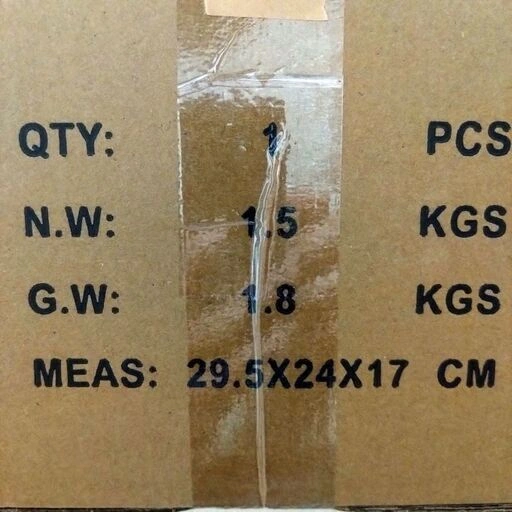 QTY: 1 PCS
N.W: 1.5 KGS
G.W: 1.8 KGS
MEAS: 29.5X24X17 CM